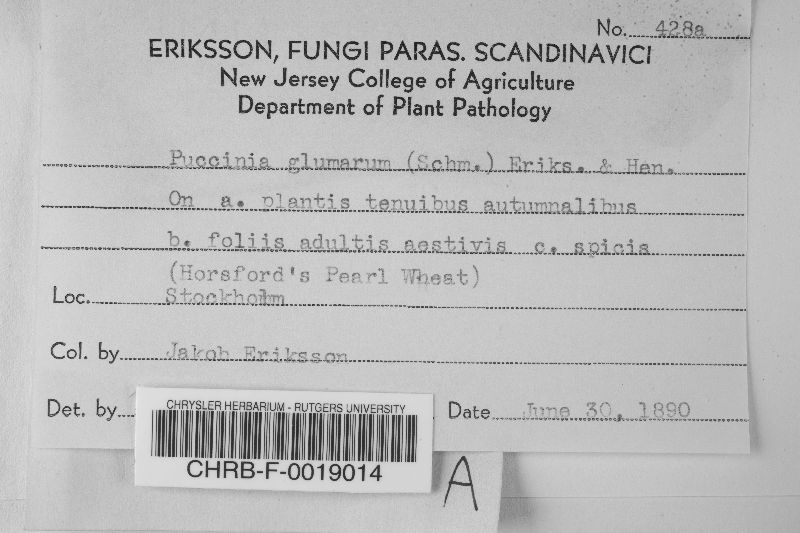 No. 428a
ERIKSSON, FUNGI PARAS. SCANDINAVICI
New Jersey College of Agriculture
Department of Plant Pathology
Puccinia glumarum (Schm.) Eriks. & Hen.
On a. plantis tenuibus autumnalibus
b. foliis adultis aestivis c. spicis
(Horsford's Pearl Wheat)
Loc. Stockholm
Col. by Jakob Eriksson
Det. by Date June 30, 1890
CHRYSLER HERBARIUM - RUTGERS UNIVERSITY
CHRB-F-0019014
A